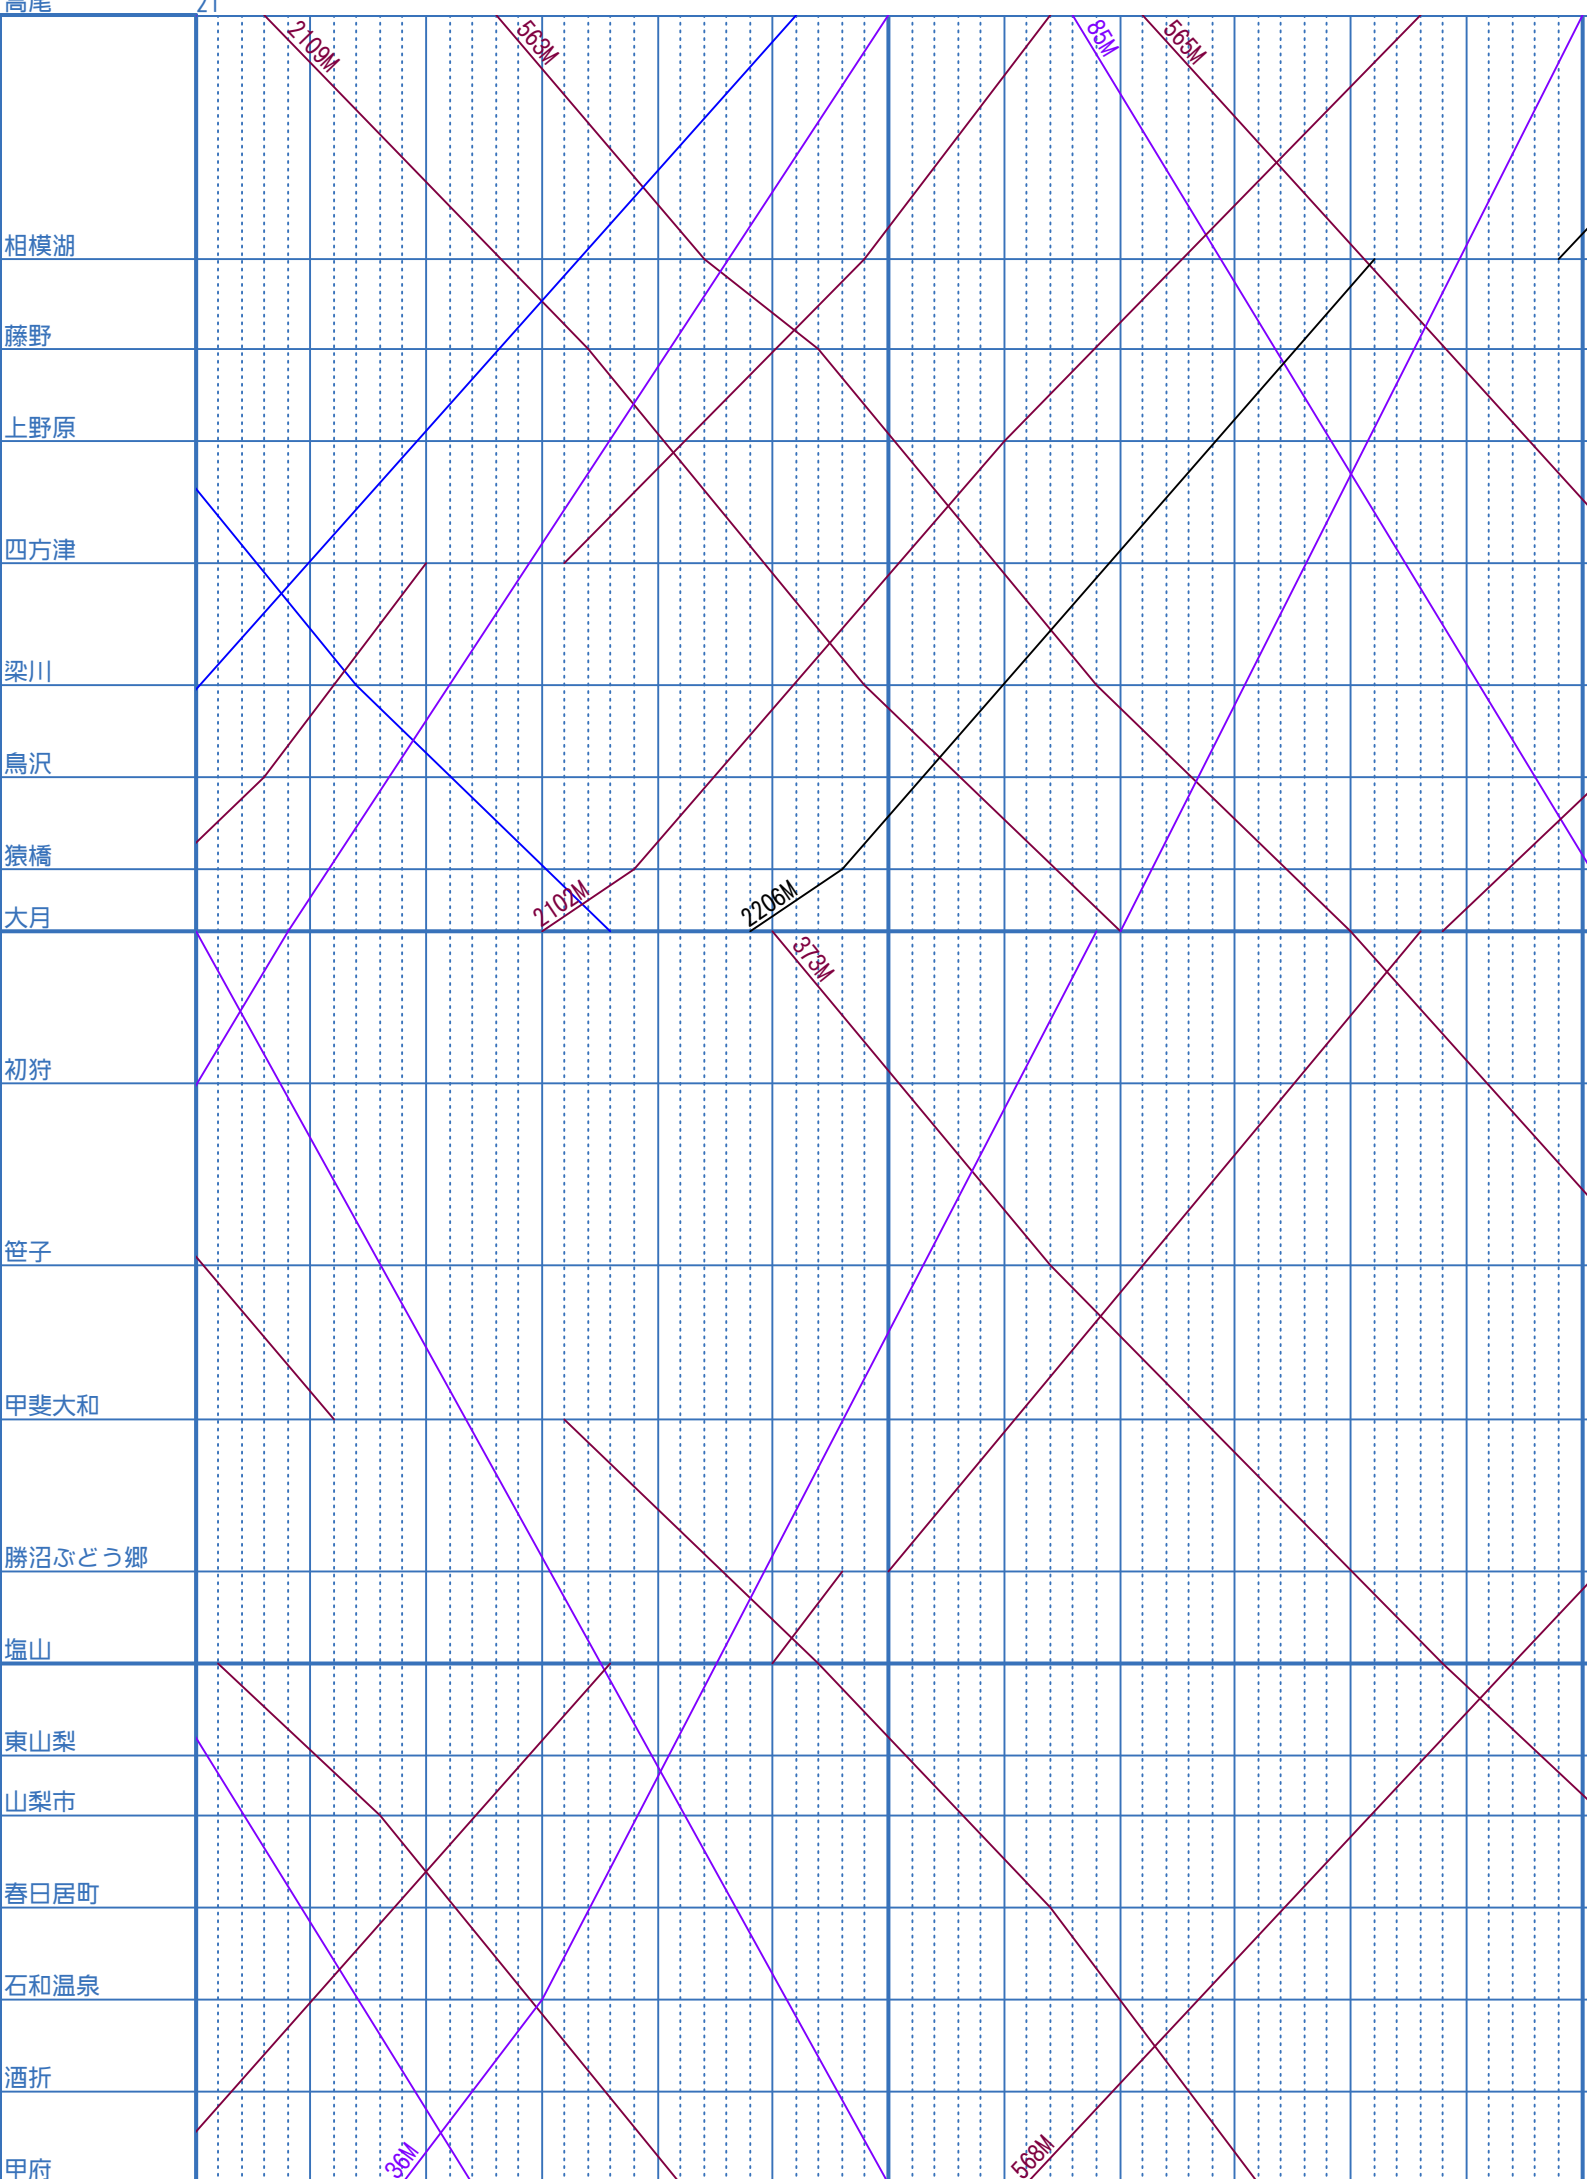 高尾 21
2109M 563M 85M 565M
相模湖
藤野
上野原
四方津
梁川
鳥沢
猿橋
2102M 2206M
大月
373M
初狩
笹子
甲斐大和
勝沼ぶどう郷
塩山
東山梨
山梨市
春日居町
石和温泉
酒折
36M 568M
甲府